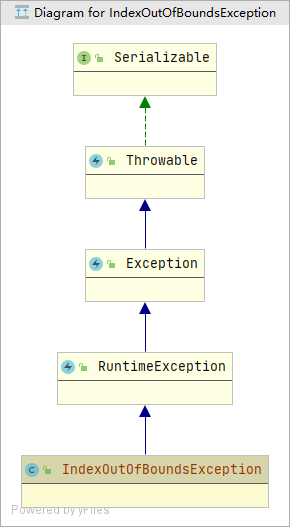 Diagram for IndexOutOfBoundsException
I Serializable
Throwable
Exception
RuntimeException
C IndexOutOfBoundsException
Powered by yFiles